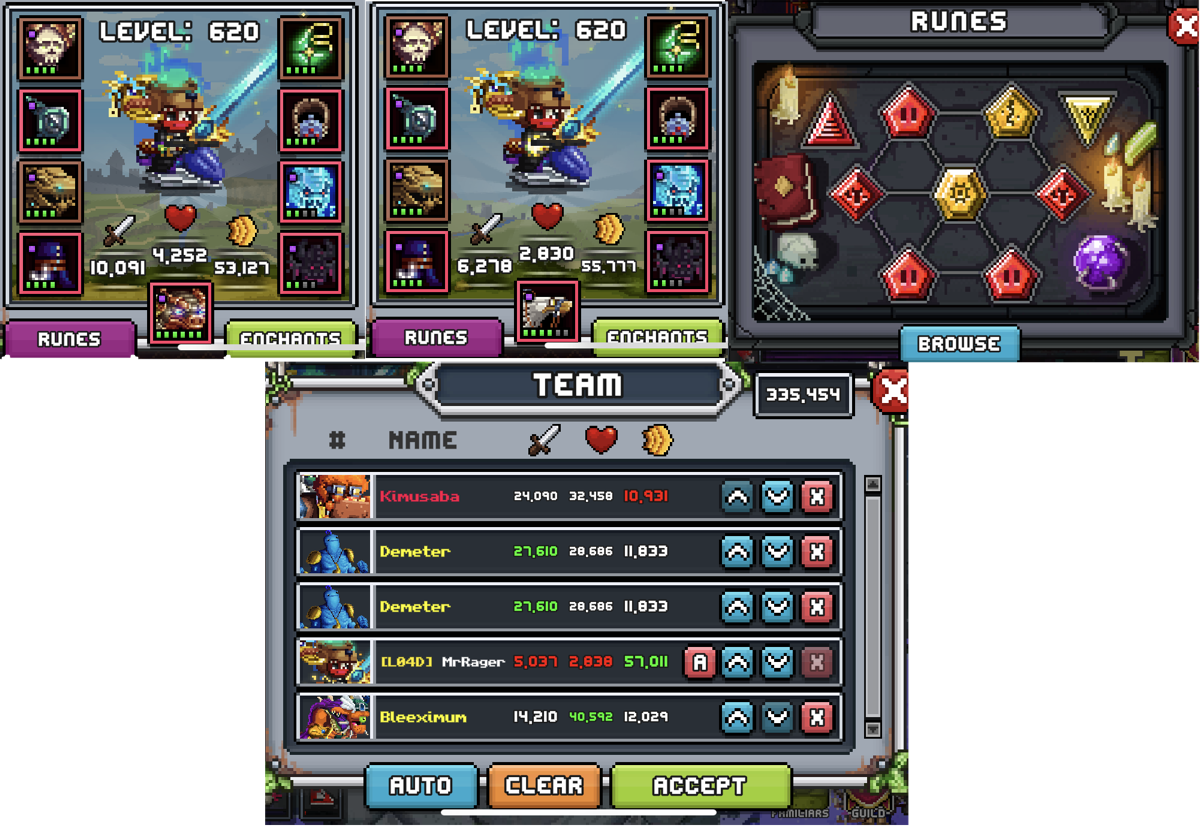 LEVEL: 620
10,091 4,252 53,127
RUNES ENCHANTS
LEVEL: 620
6,278 2,830 55,777
RUNES ENCHANTS
RUNES
BROWSE
TEAM
335,454
# NAME
Kimusaba 24,090 32,458 10,931
Demeter 27,610 28,686 11,833
Demeter 27,610 28,686 11,833
[L04D] MrRager 5,037 2,838 57,011 A
Bleeximum 14,210 40,592 12,029
AUTO CLEAR ACCEPT
FAMILIARS GUILD